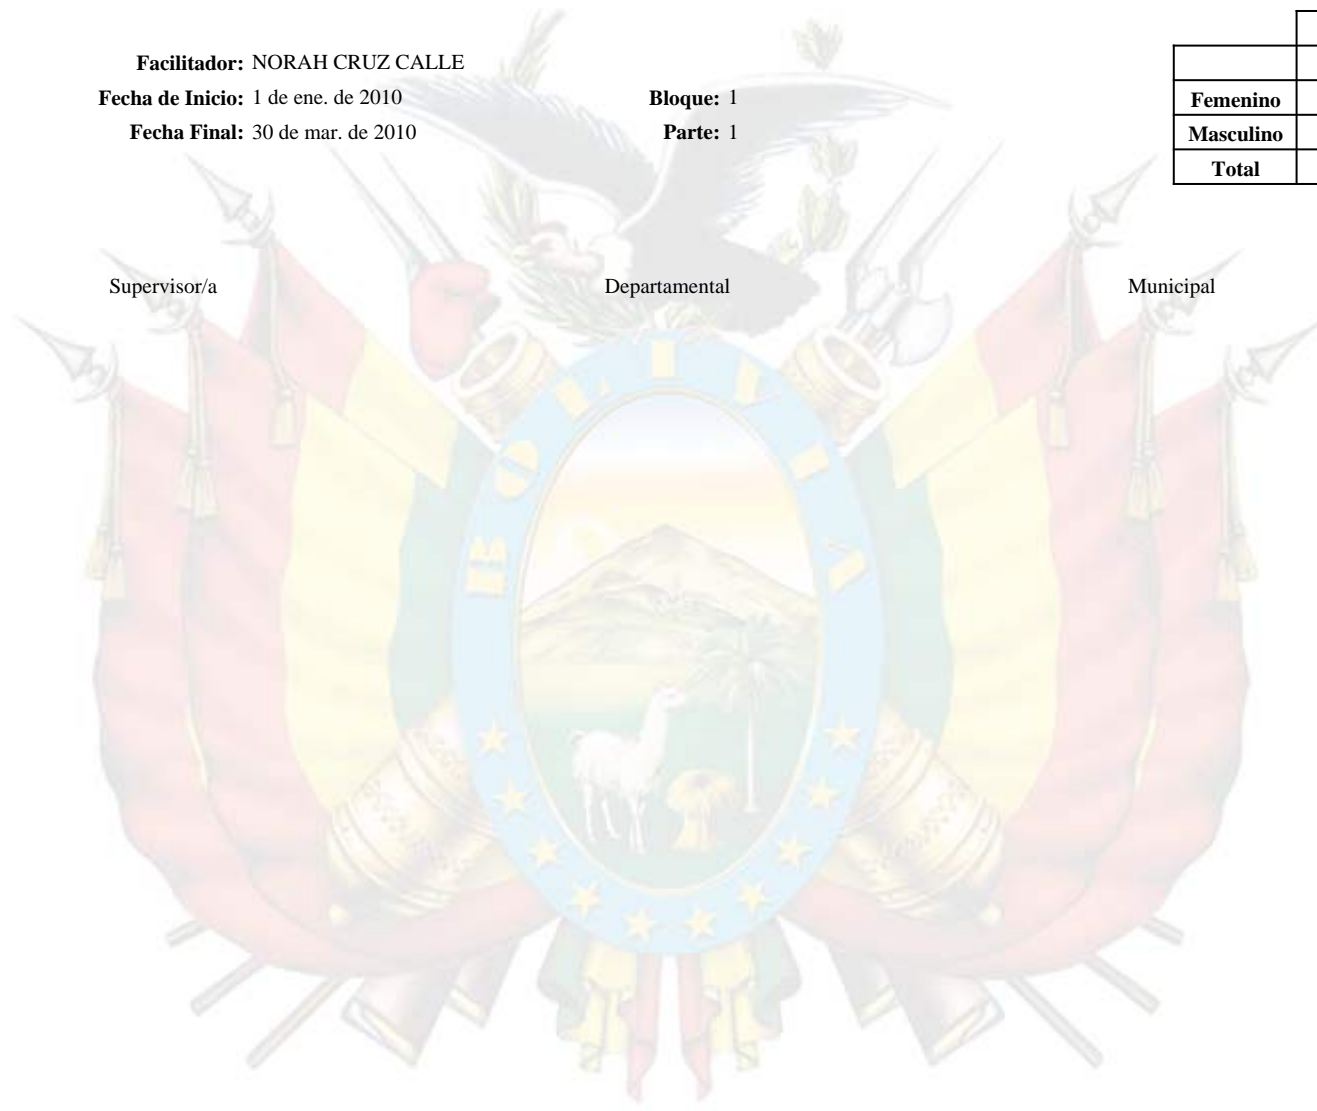 Facilitador: NORAH CRUZ CALLE
Fecha de Inicio: 1 de ene. de 2010 Bloque: 1
Femenino
Fecha Final: 30 de mar. de 2010 Parte: 1
Masculino
Total
Supervisor/a Departamental Municipal
BOLIVIA